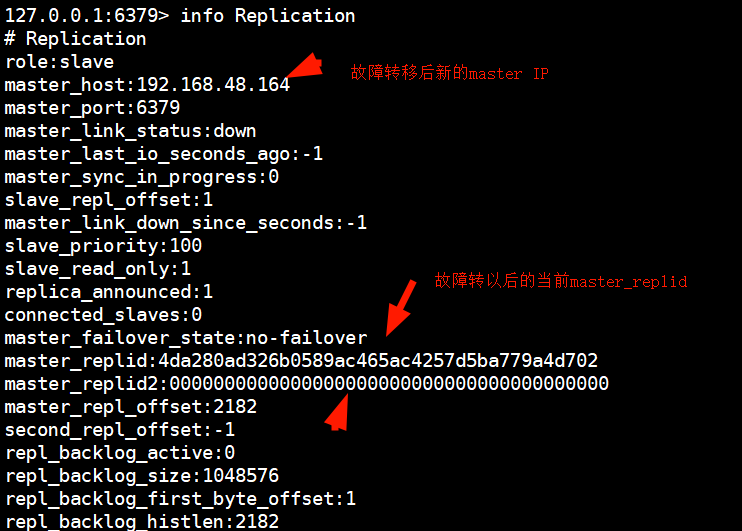 127.0.0.1:6379> info Replication
# Replication
role:slave
master_host:192.168.48.164
故障转移后新的master IP
master_port:6379
master_link_status:down
master_last_io_seconds_ago:-1
master_sync_in_progress:0
slave_repl_offset:1
master_link_down_since_seconds:-1
slave_priority:100
slave_read_only:1
故障转以后的当前master_replid
replica_announced:1
connected_slaves:0
master_failover_state:no-failover
master_replid:4da280ad326b0589ac465ac4257d5ba779a4d702
master_replid2:0000000000000000000000000000000000000000
master_repl_offset:2182
second_repl_offset:-1
repl_backlog_active:0
repl_backlog_size:1048576
repl_backlog_first_byte_offset:1
repl_backlog_histlen:2182